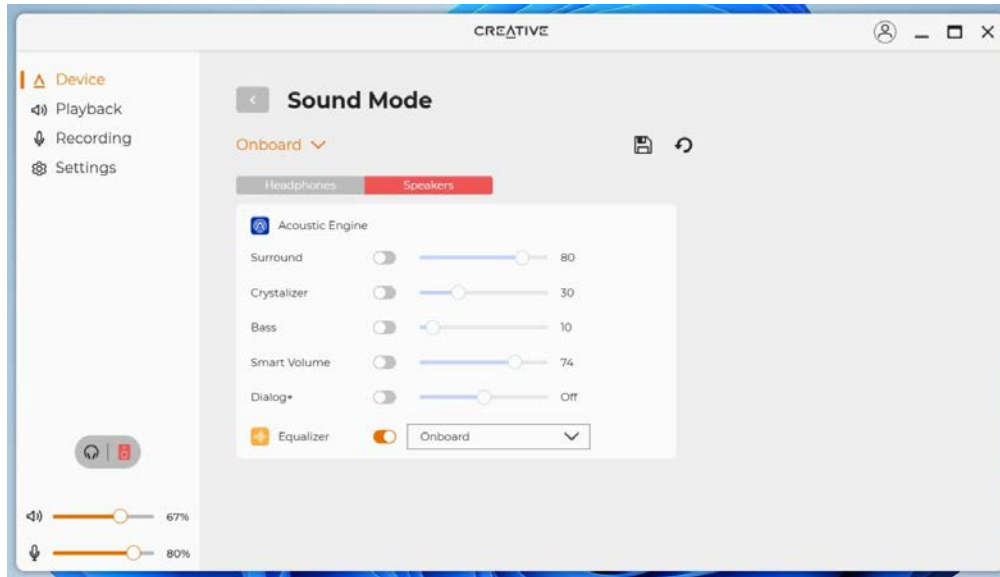 CREATIVE
Device
Playback
Recording
Settings
Sound Mode
Onboard
Headphones Speakers
Acoustic Engine
Surround 80
Crystalizer 30
Bass 10
Smart Volume 74
Dialog+ Off
Equalizer Onboard
67%
80%